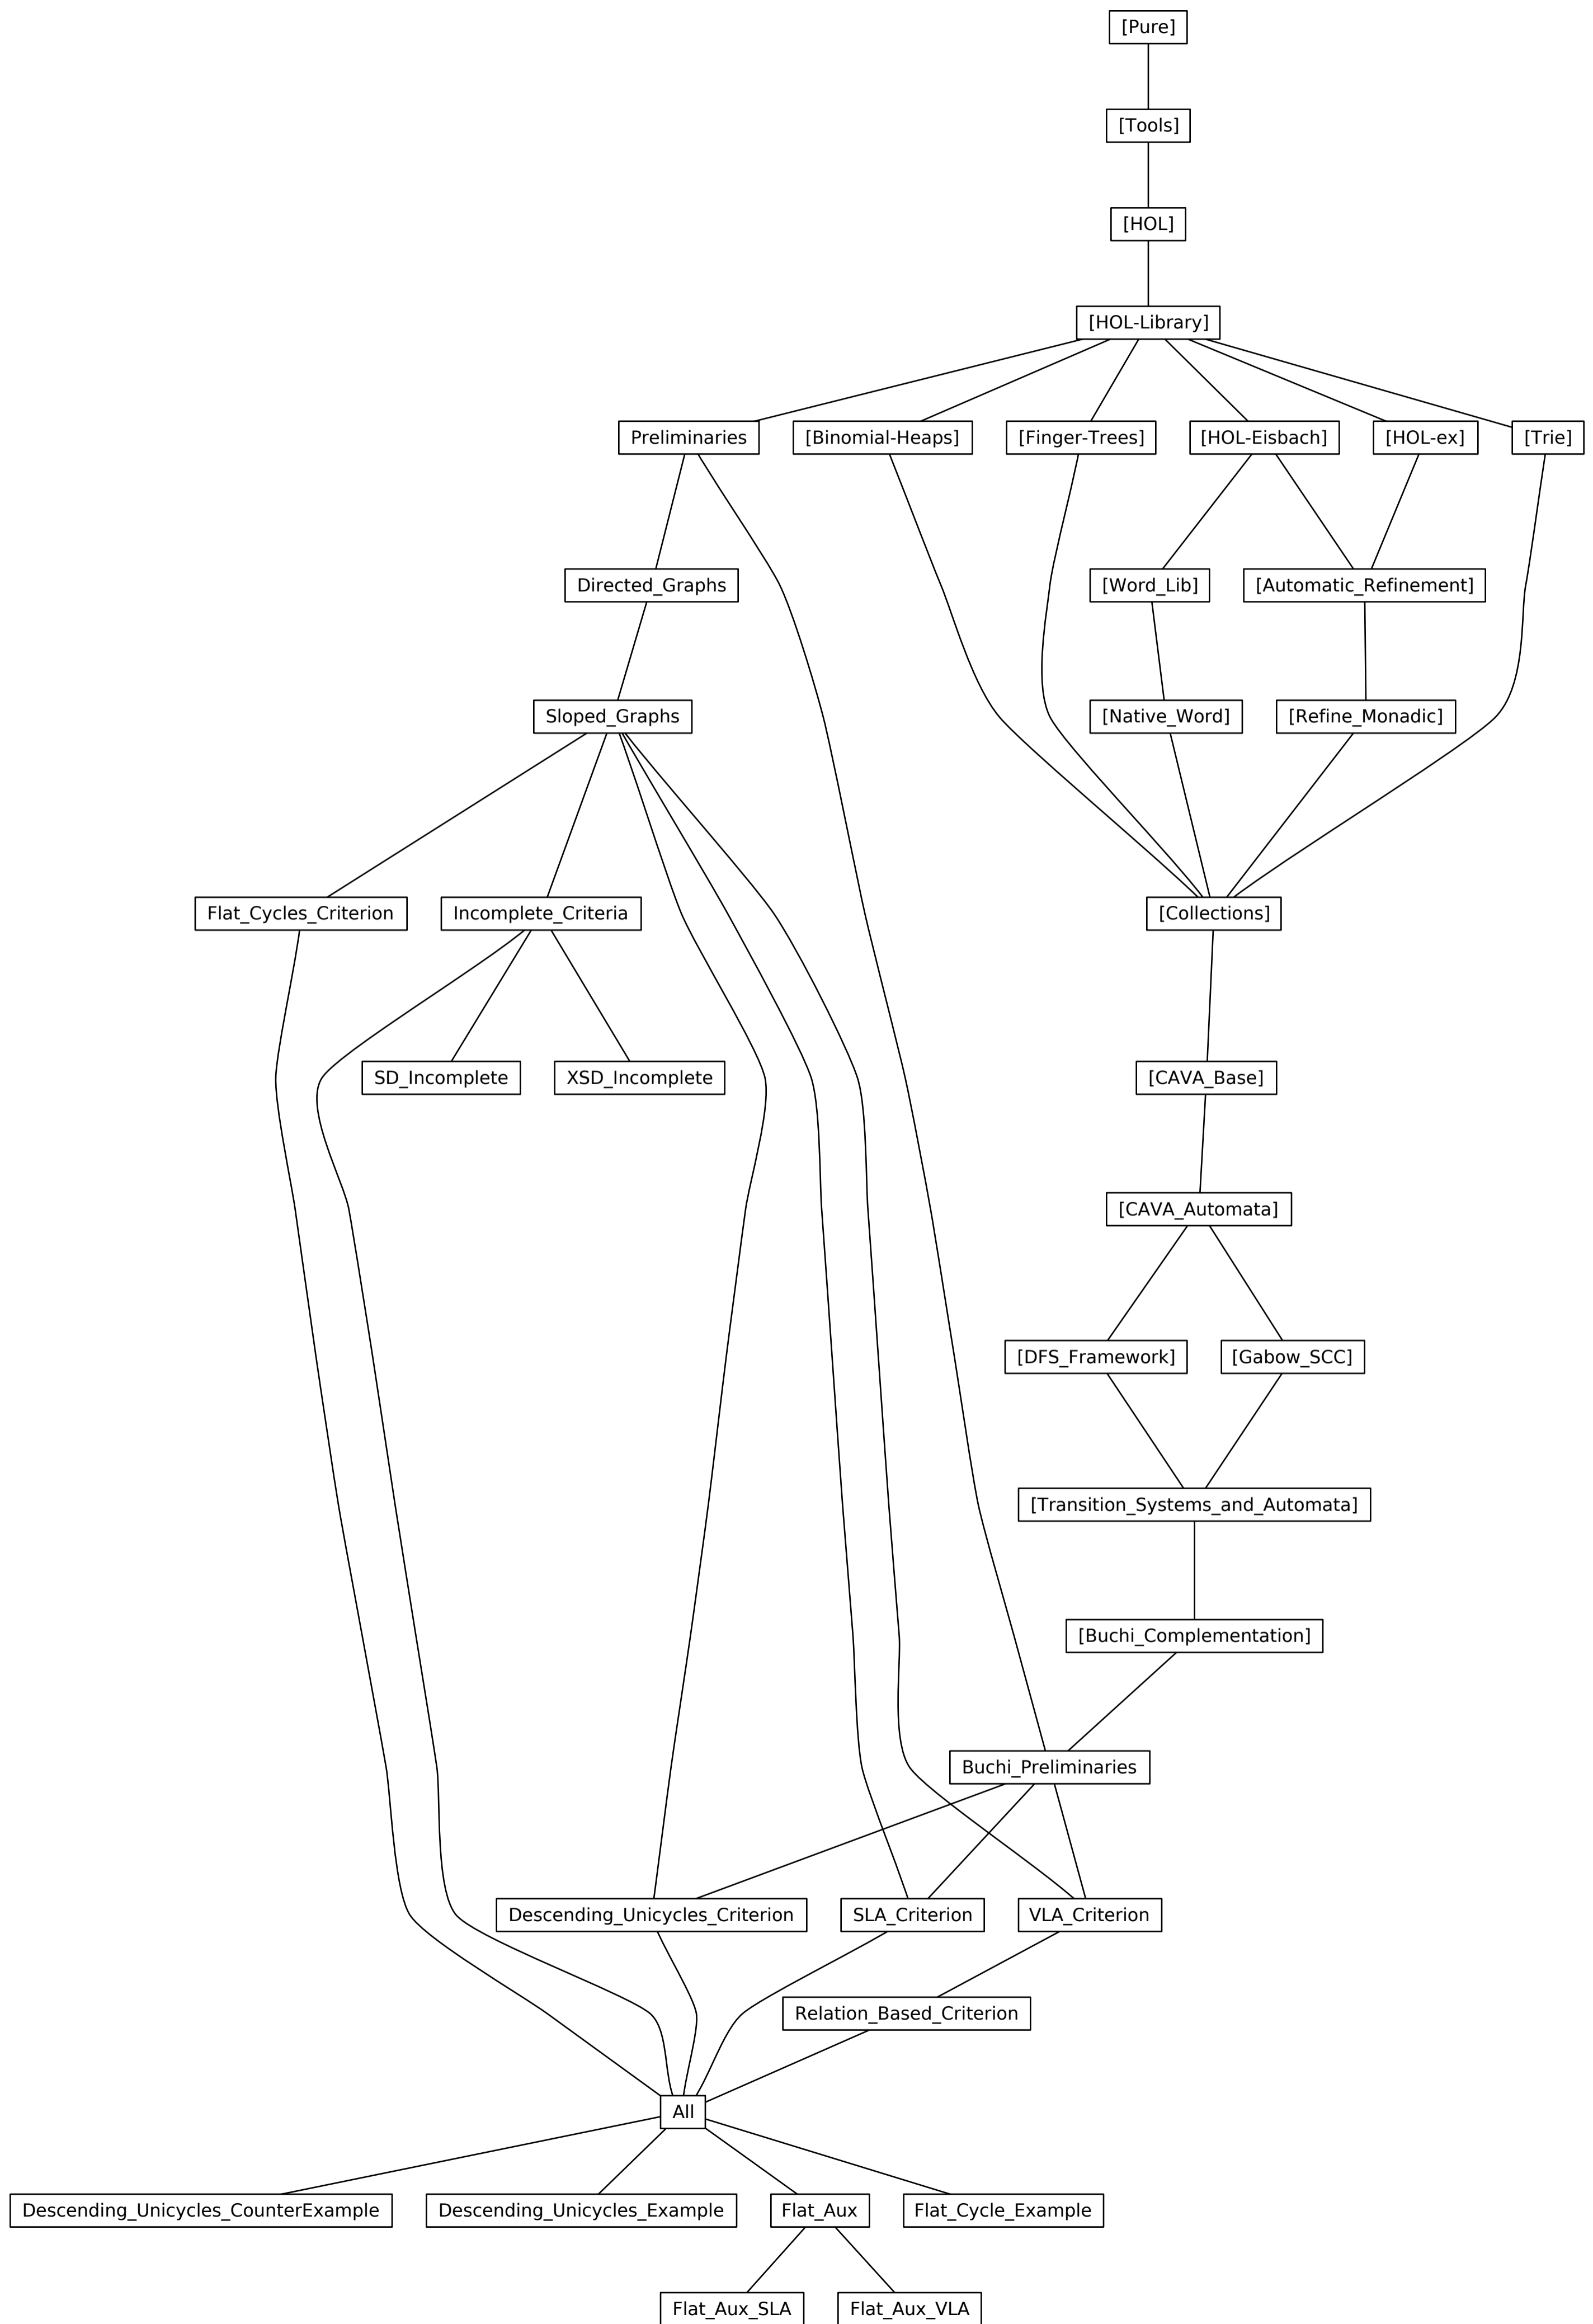 [Pure]
[Tools]
[HOL]
[HOL-Library]
Preliminaries
[Binomial-Heaps]
[Finger-Trees]
[HOL-Eisbach]
[HOL-ex]
[Trie]
Directed_Graphs
[Word_Lib]
[Automatic_Refinement]
Sloped_Graphs
[Native_Word]
[Refine_Monadic]
Flat_Cycles_Criterion
Incomplete_Criteria
[Collections]
SD_Incomplete
XSD_Incomplete
[CAVA_Base]
[CAVA_Automata]
[DFS_Framework]
[Gabow_SCC]
[Transition_Systems_and_Automata]
[Buchi_Complementation]
Buchi_Preliminaries
Descending_Unicycles_Criterion
SLA_Criterion
VLA_Criterion
Relation_Based_Criterion
All
Descending_Unicycles_CounterExample
Descending_Unicycles_Example
Flat_Aux
Flat_Cycle_Example
Flat_Aux_SLA
Flat_Aux_VLA